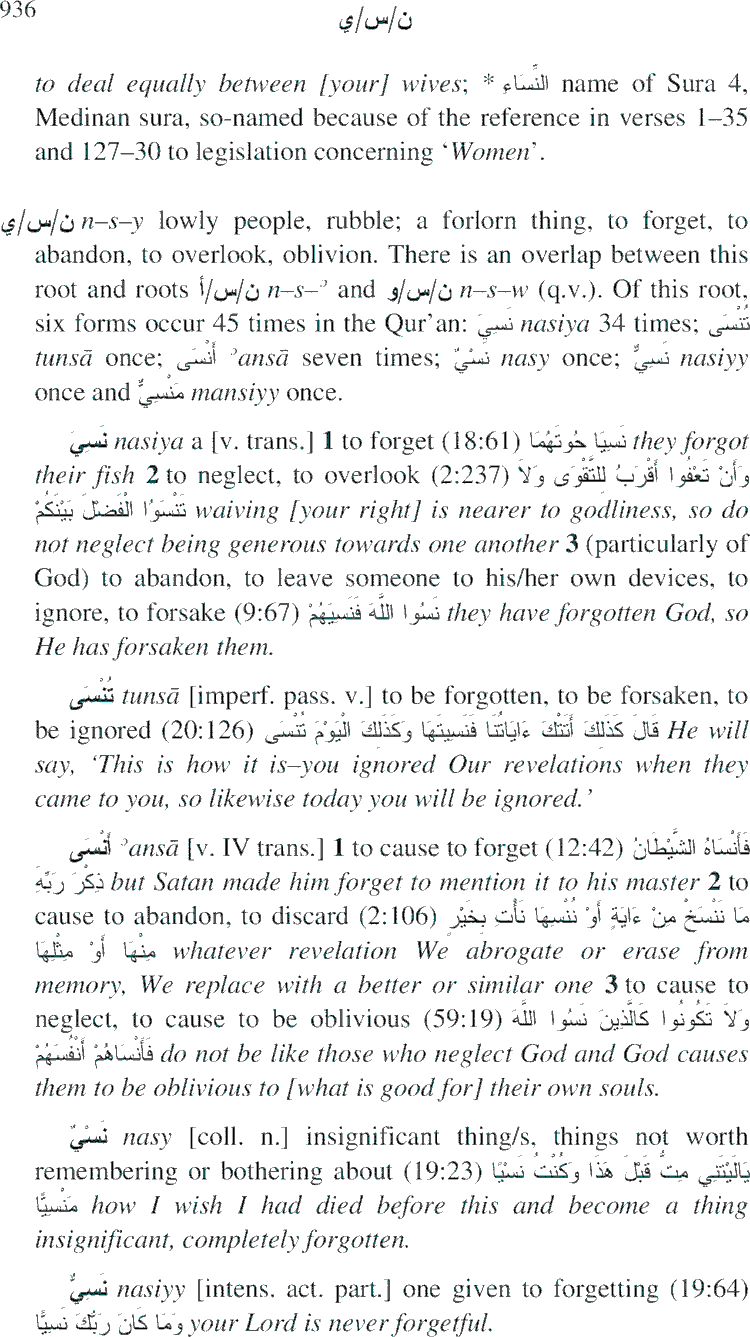 936
ن/س/ي
to deal equally between [your] wives; * النِّسَاءِ name of Sura 4,
Medinan sura, so-named because of the reference in verses 1–35
and 127–30 to legislation concerning ‘Women’.
ن/س/ي n–s–y lowly people, rubble; a forlorn thing, to forget, to
abandon, to overlook, oblivion. There is an overlap between this
root and roots ن/س/أ n–s–ʾ and ن/س/و n–s–w (q.v.). Of this root,
six forms occur 45 times in the Qur’an: نَسِيَ nasiya 34 times; تُنْسَى
tunsā once; أَنْسَى ʾansā seven times; نَسْيٌ nasy once; نَسِيٌّ nasiyy
once and مَنْسِيٌّ mansiyy once.
نَسِيَ nasiya a [v. trans.] 1 to forget (18:61) نَسِيَا حُوتَهُمَا they forgot
their fish 2 to neglect, to overlook (2:237) وَأَنْ تَعْفُوا أَقْرَبُ لِلتَّقْوَى وَلاَ
تَنْسَوُا الْفَضْلَ بَيْنَكُمْ waiving [your right] is nearer to godliness, so do
not neglect being generous towards one another 3 (particularly of
God) to abandon, to leave someone to his/her own devices, to
ignore, to forsake (9:67) نَسُوا اللَّهَ فَنَسِيَهُمْ they have forgotten God, so
He has forsaken them.
تُنْسَى tunsā [imperf. pass. v.] to be forgotten, to be forsaken, to
be ignored (20:126) قَالَ كَذَلِكَ أَتَتْكَ ءَايَاتُنَا فَنَسِيتَهَا وَكَذَلِكَ الْيَوْمَ تُنْسَى He will
say, ‘This is how it is–you ignored Our revelations when they
came to you, so likewise today you will be ignored.’
أَنْسَى ʾansā [v. IV trans.] 1 to cause to forget (12:42) فَأَنْسَاهُ الشَّيْطَانُ
ذِكْرَ رَبِّهِ but Satan made him forget to mention it to his master 2 to
cause to abandon, to discard (2:106) مَا نَنْسَخْ مِنْ ءَايَةٍ أَوْ نُنْسِهَا نَأْتِ بِخَيْرٍ
مِنْهَا أَوْ مِثْلِهَا whatever revelation We abrogate or erase from
memory, We replace with a better or similar one 3 to cause to
neglect, to cause to be oblivious (59:19) وَلاَ تَكُونُوا كَالَّذِينَ نَسُوا اللَّهَ
فَأَنْسَاهُمْ أَنْفُسَهُمْ do not be like those who neglect God and God causes
them to be oblivious to [what is good for] their own souls.
نَسْيٌ nasy [coll. n.] insignificant thing/s, things not worth
remembering or bothering about (19:23) يَالَيْتَنِي مِتُّ قَبْلَ هَذَا وَكُنْتُ نَسْيًا
مَنْسِيًّا how I wish I had died before this and become a thing
insignificant, completely forgotten.
نَسِيٌّ nasiyy [intens. act. part.] one given to forgetting (19:64)
وَمَا كَانَ رَبُّكَ نَسِيًّا your Lord is never forgetful.